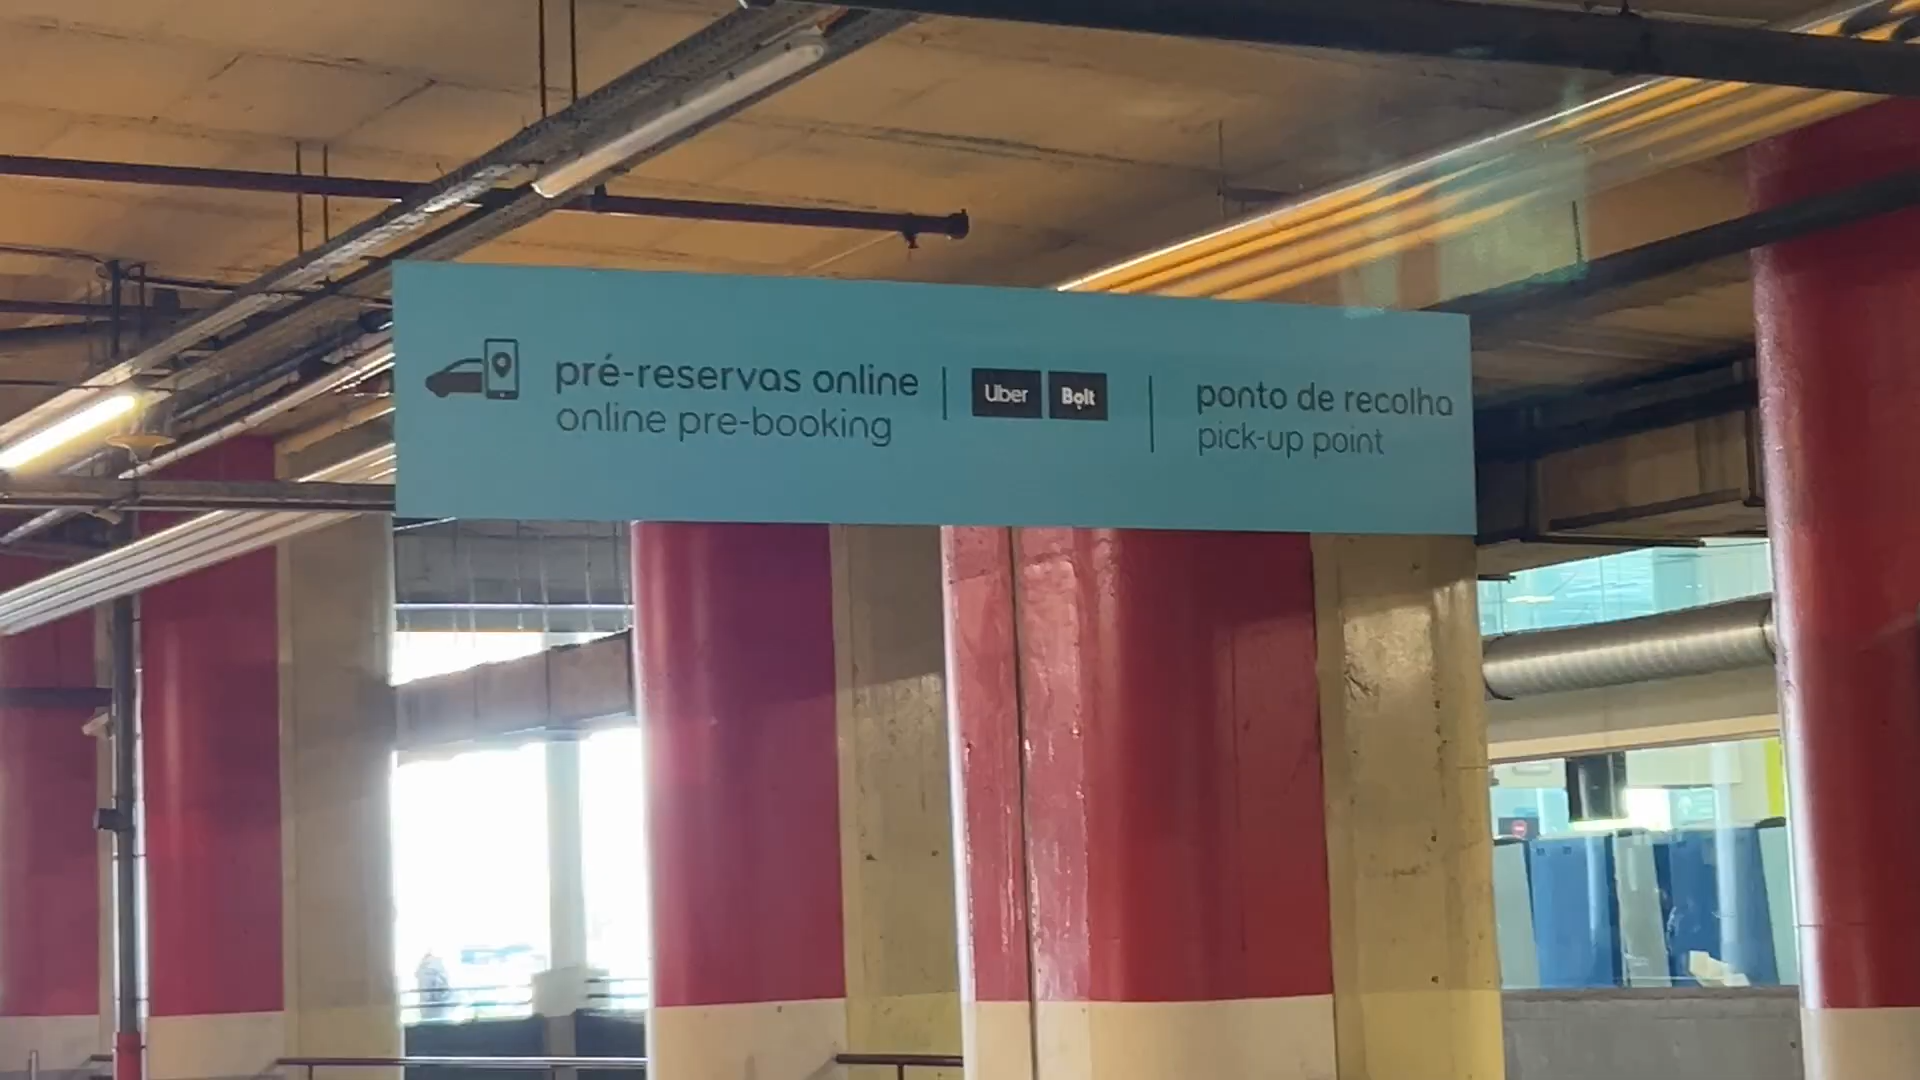 pré-reservas online
online pre-booking
Uber
Bolt
ponto de recolha
pick-up point